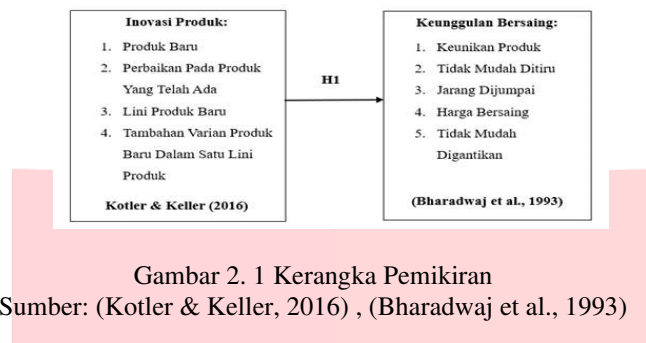 Inovasi Produk:
1. Produk Baru
2. Perbaikan Pada Produk
Yang Telah Ada
3. Lini Produk Baru
4. Tambahan Varian Produk
Baru Dalam Satu Lini
Produk
Kotler & Keller (2016)
H1
Keunggulan Bersaing:
1. Keunikan Produk
2. Tidak Mudah Ditiru
3. Jarang Dijumpai
4. Harga Bersaing
5. Tidak Mudah
Digantikan
(Bharadwaj et al., 1993)
Gambar 2. 1 Kerangka Pemikiran
Sumber: (Kotler & Keller, 2016) , (Bharadwaj et al., 1993)